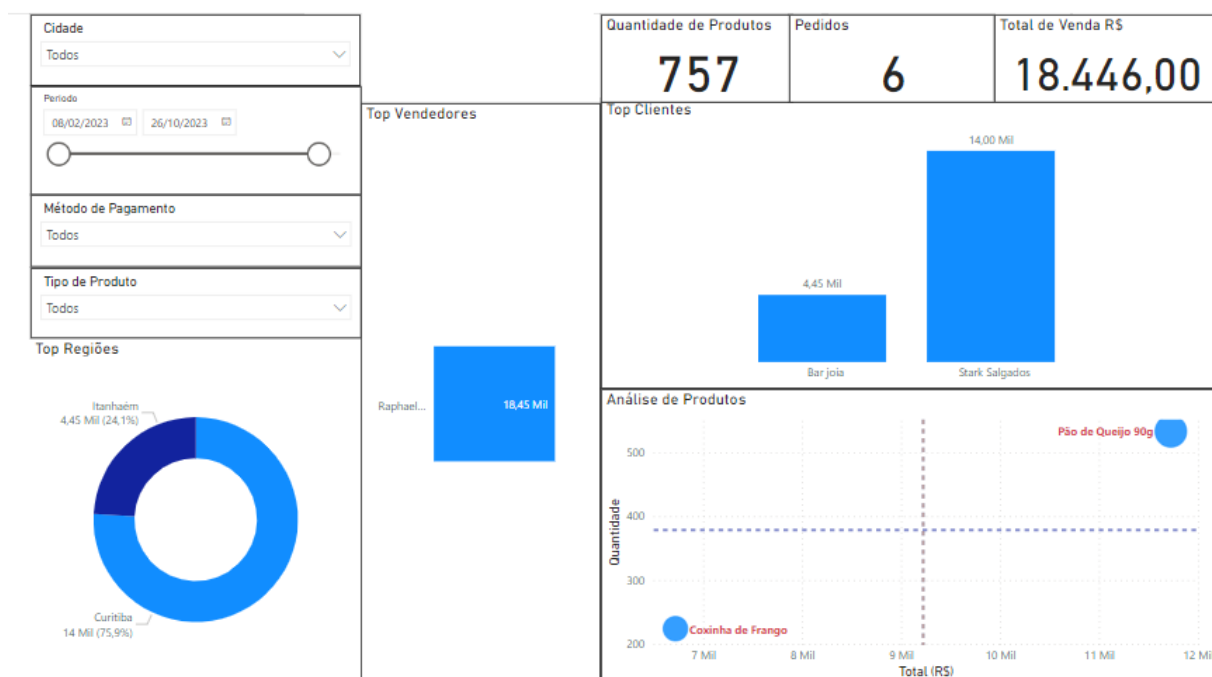 Cidade
Todos
Período
08/02/2023 26/10/2023
Método de Pagamento
Todos
Tipo de Produto
Todos
Top Regiões
Itanhaém
4,45 Mil (24,1%)
Curitiba
14 Mil (75,9%)
Top Vendedores
Raphael...
18,45 Mil
Quantidade de Produtos
757
Pedidos
6
Total de Venda R$
18.446,00
Top Clientes
14,00 Mil
4,45 Mil
Bar joia
Stark Salgados
Análise de Produtos
Pão de Queijo 90g
500
400
300
200
Quantidade
Coxinha de Frango
7 Mil 8 Mil 9 Mil 10 Mil 11 Mil 12 Mil
Total (R$)